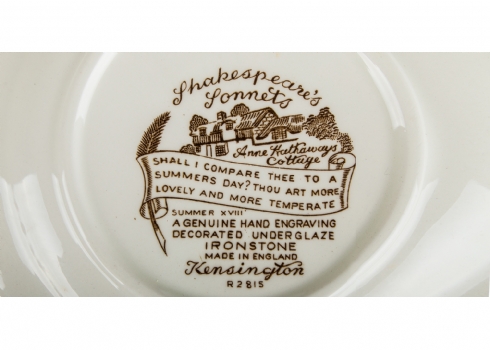 Shakespeare's
Sonnets
Anne Hathaways
Cottage
SHALL I COMPARE THEE TO A
SUMMERS DAY? THOU ART MORE
LOVELY AND MORE TEMPERATE
SUMMER XVIII
A GENUINE HAND ENGRAVING
DECORATED UNDERGLAZE
IRONSTONE
MADE IN ENGLAND
Kensington
R281S